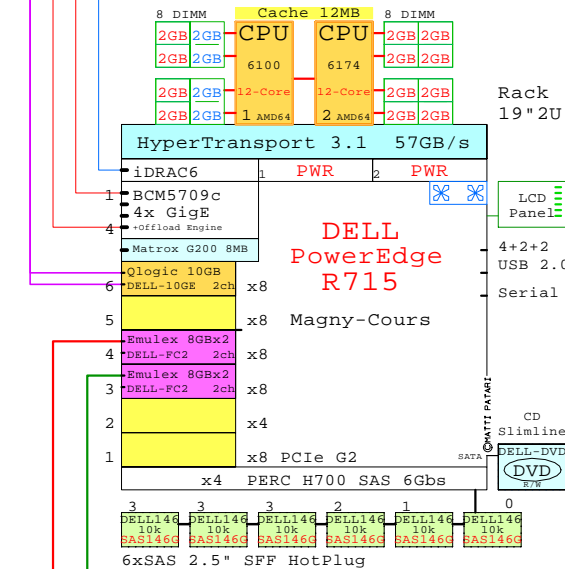 8 DIMM Cache 12MB 8 DIMM
2GB 2GB CPU CPU 2GB 2GB
2GB 2GB 6100 6174 2GB 2GB
2GB 2GB 12-Core 12-Core 2GB 2GB
2GB 2GB 1 AMD64 2 AMD64 2GB 2GB
Rack
19"2U
HyperTransport 3.1 57GB/s
iDRAC6 1 PWR 2 PWR
1 BCM5709c
4x GigE
4 +Offload Engine
Matrox G200 8MB
LCD
Panel
DELL
PowerEdge
R715
4+2+2
USB 2.0
Serial
Qlogic 10GB
6 DELL-10GE 2ch x8
5 x8 Magny-Cours
Emulex 8GBx2
4 DELL-FC2 2ch x8
Emulex 8GBx2
3 DELL-FC2 2ch x8
2 x4
1 x8 PCIe G2 SATA
©MATTI PATARI
CD
Slimline
DELL-DVD
DVD
R/W
x4 PERC H700 SAS 6Gbs
3 3 3 2 1 0
DELL146 DELL146 DELL146 DELL146 DELL146 DELL146
10k 10k 10k 10k 10k 10k
SAS146G SAS146G SAS146G SAS146G SAS146G SAS146G
6xSAS 2.5" SFF HotPlug